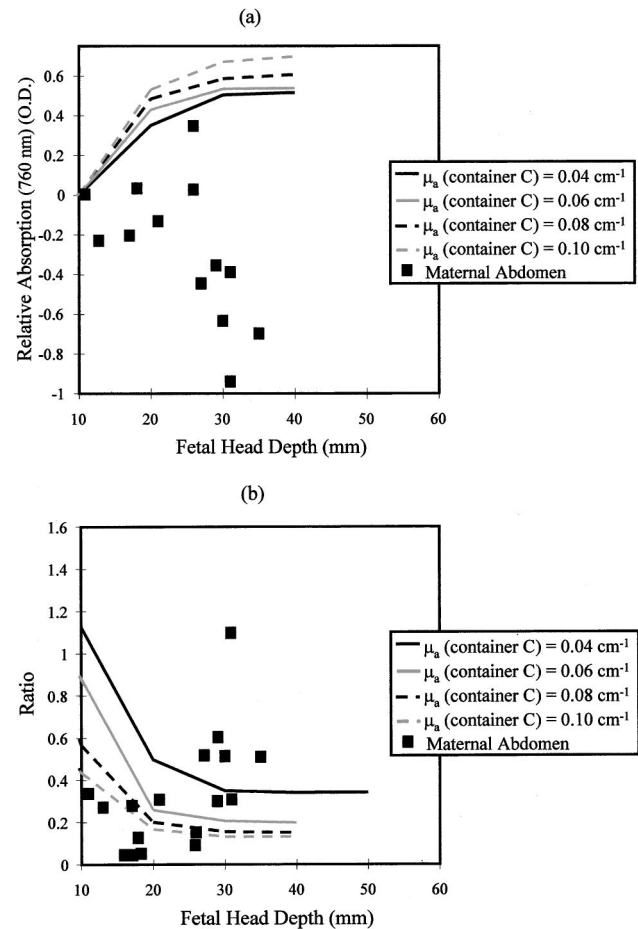 (a)
Relative Absorption (760 nm) (O.D.)
0.6
0.4
0.2
0
-0.2
-0.4
-0.6
-0.8
-1
10 20 30 40 50 60
Fetal Head Depth (mm)
μa (container C) = 0.04 cm-1
μa (container C) = 0.06 cm-1
μa (container C) = 0.08 cm-1
μa (container C) = 0.10 cm-1
Maternal Abdomen
(b)
Ratio
1.6
1.4
1.2
1
0.8
0.6
0.4
0.2
0
10 20 30 40 50 60
Fetal Head Depth (mm)
μa (container C) = 0.04 cm-1
μa (container C) = 0.06 cm-1
μa (container C) = 0.08 cm-1
μa (container C) = 0.10 cm-1
Maternal Abdomen